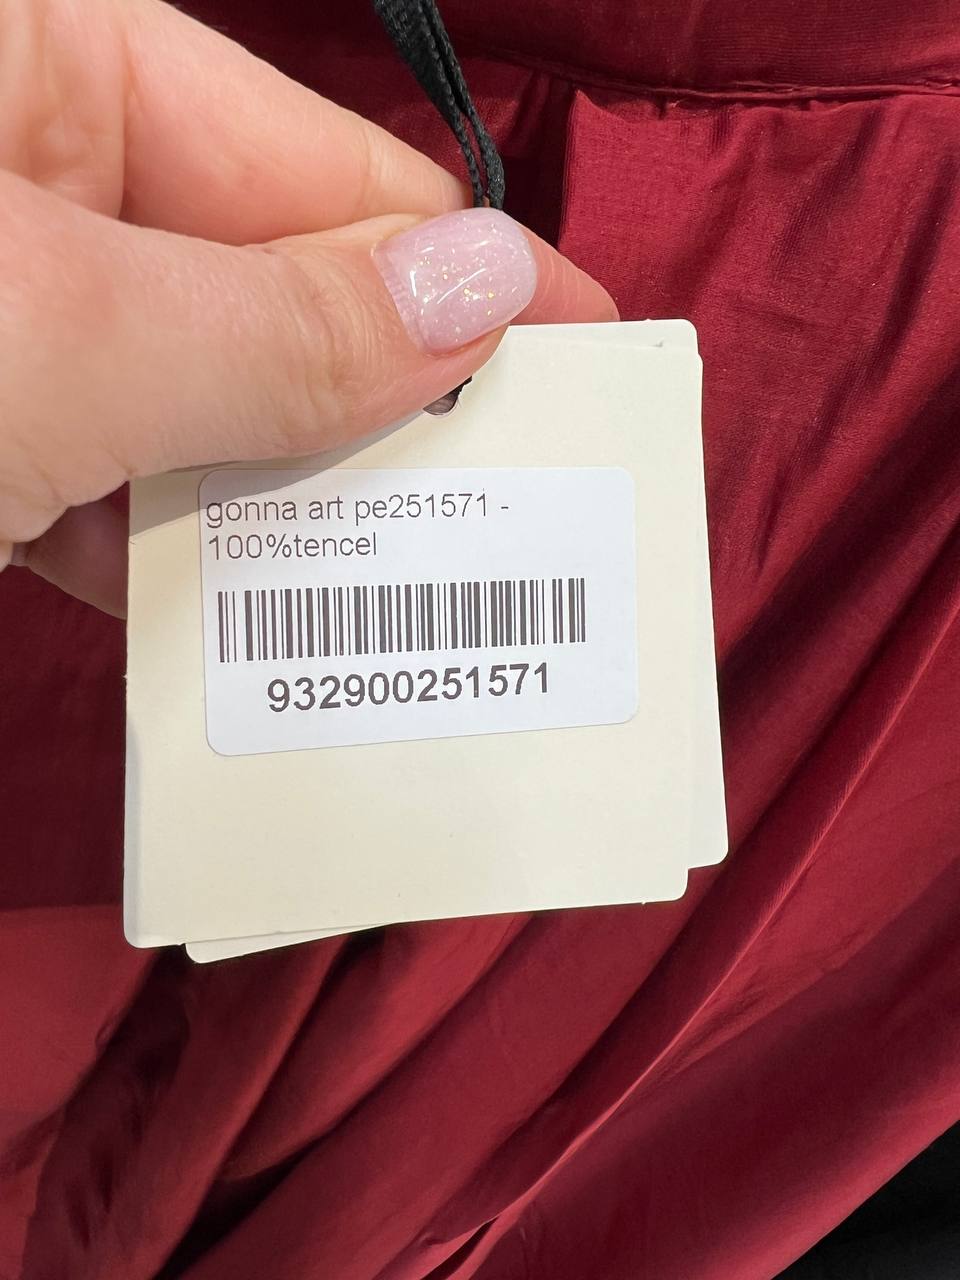 gonna art pe251571 -
100%tencel
932900251571